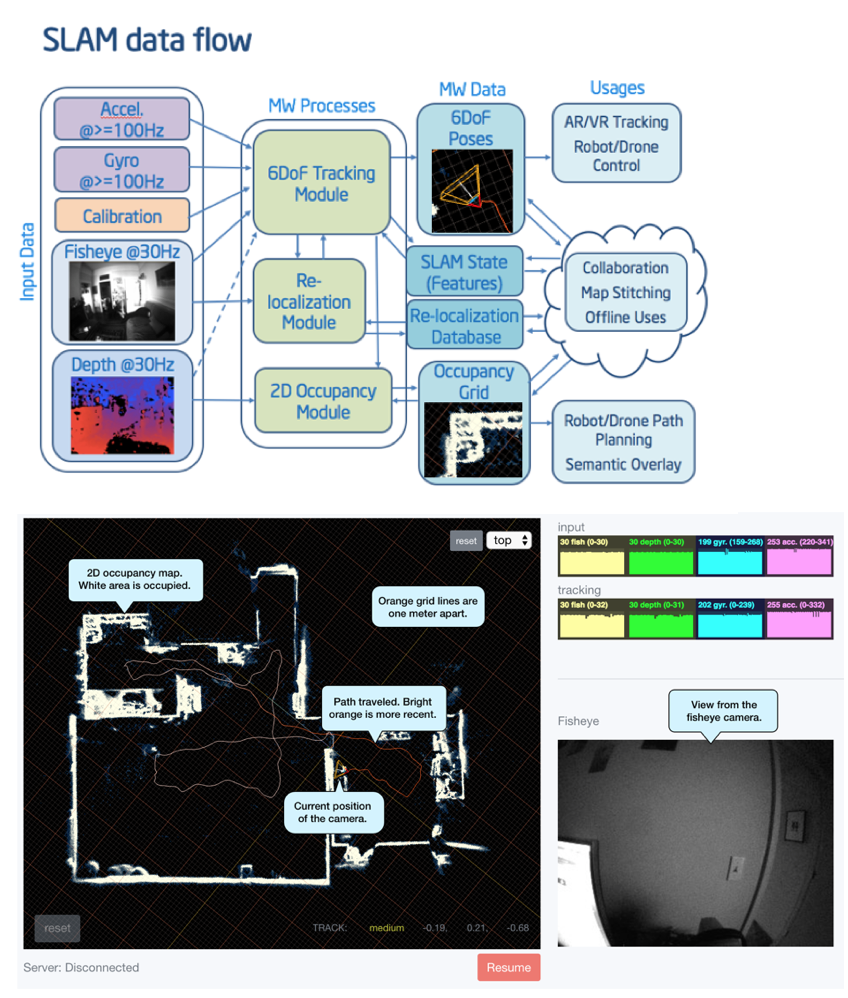 SLAM data flow
Input Data
Accel.
@>=100Hz
Gyro
@>=100Hz
Calibration
Fisheye @30Hz
Depth @30Hz
MW Processes
6DoF Tracking
Module
Re-
localization
Module
2D Occupancy
Module
MW Data
6DoF
Poses
SLAM State
(Features)
Re-localization
Database
Occupancy
Grid
Usages
AR/VR Tracking
Robot/Drone
Control
Collaboration
Map Stitching
Offline Uses
Robot/Drone Path
Planning
Semantic Overlay
reset
top
2D occupancy map.
White area is occupied.
Orange grid lines are
one meter apart.
Path traveled. Bright
orange is more recent.
Current position
of the camera.
reset
TRACK: medium -0.19, 0.21, -0.68
Server: Disconnected
Resume
input
30 fish (0-30) 30 depth (0-30) 199 gyr. (159-268) 253 acc. (220-341)
tracking
30 fish (0-32) 30 depth (0-31) 202 gyr. (0-239) 255 acc. (0-332)
Fisheye
View from the
fisheye camera.